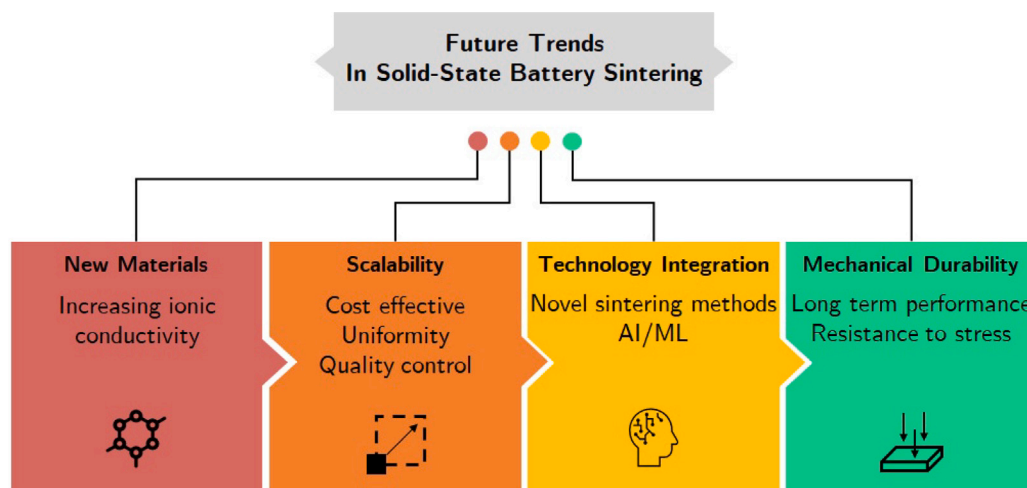 Future Trends
In Solid-State Battery Sintering
New Materials
Increasing ionic
conductivity
Scalability
Cost effective
Uniformity
Quality control
Technology Integration
Novel sintering methods
AI/ML
Mechanical Durability
Long term performance
Resistance to stress